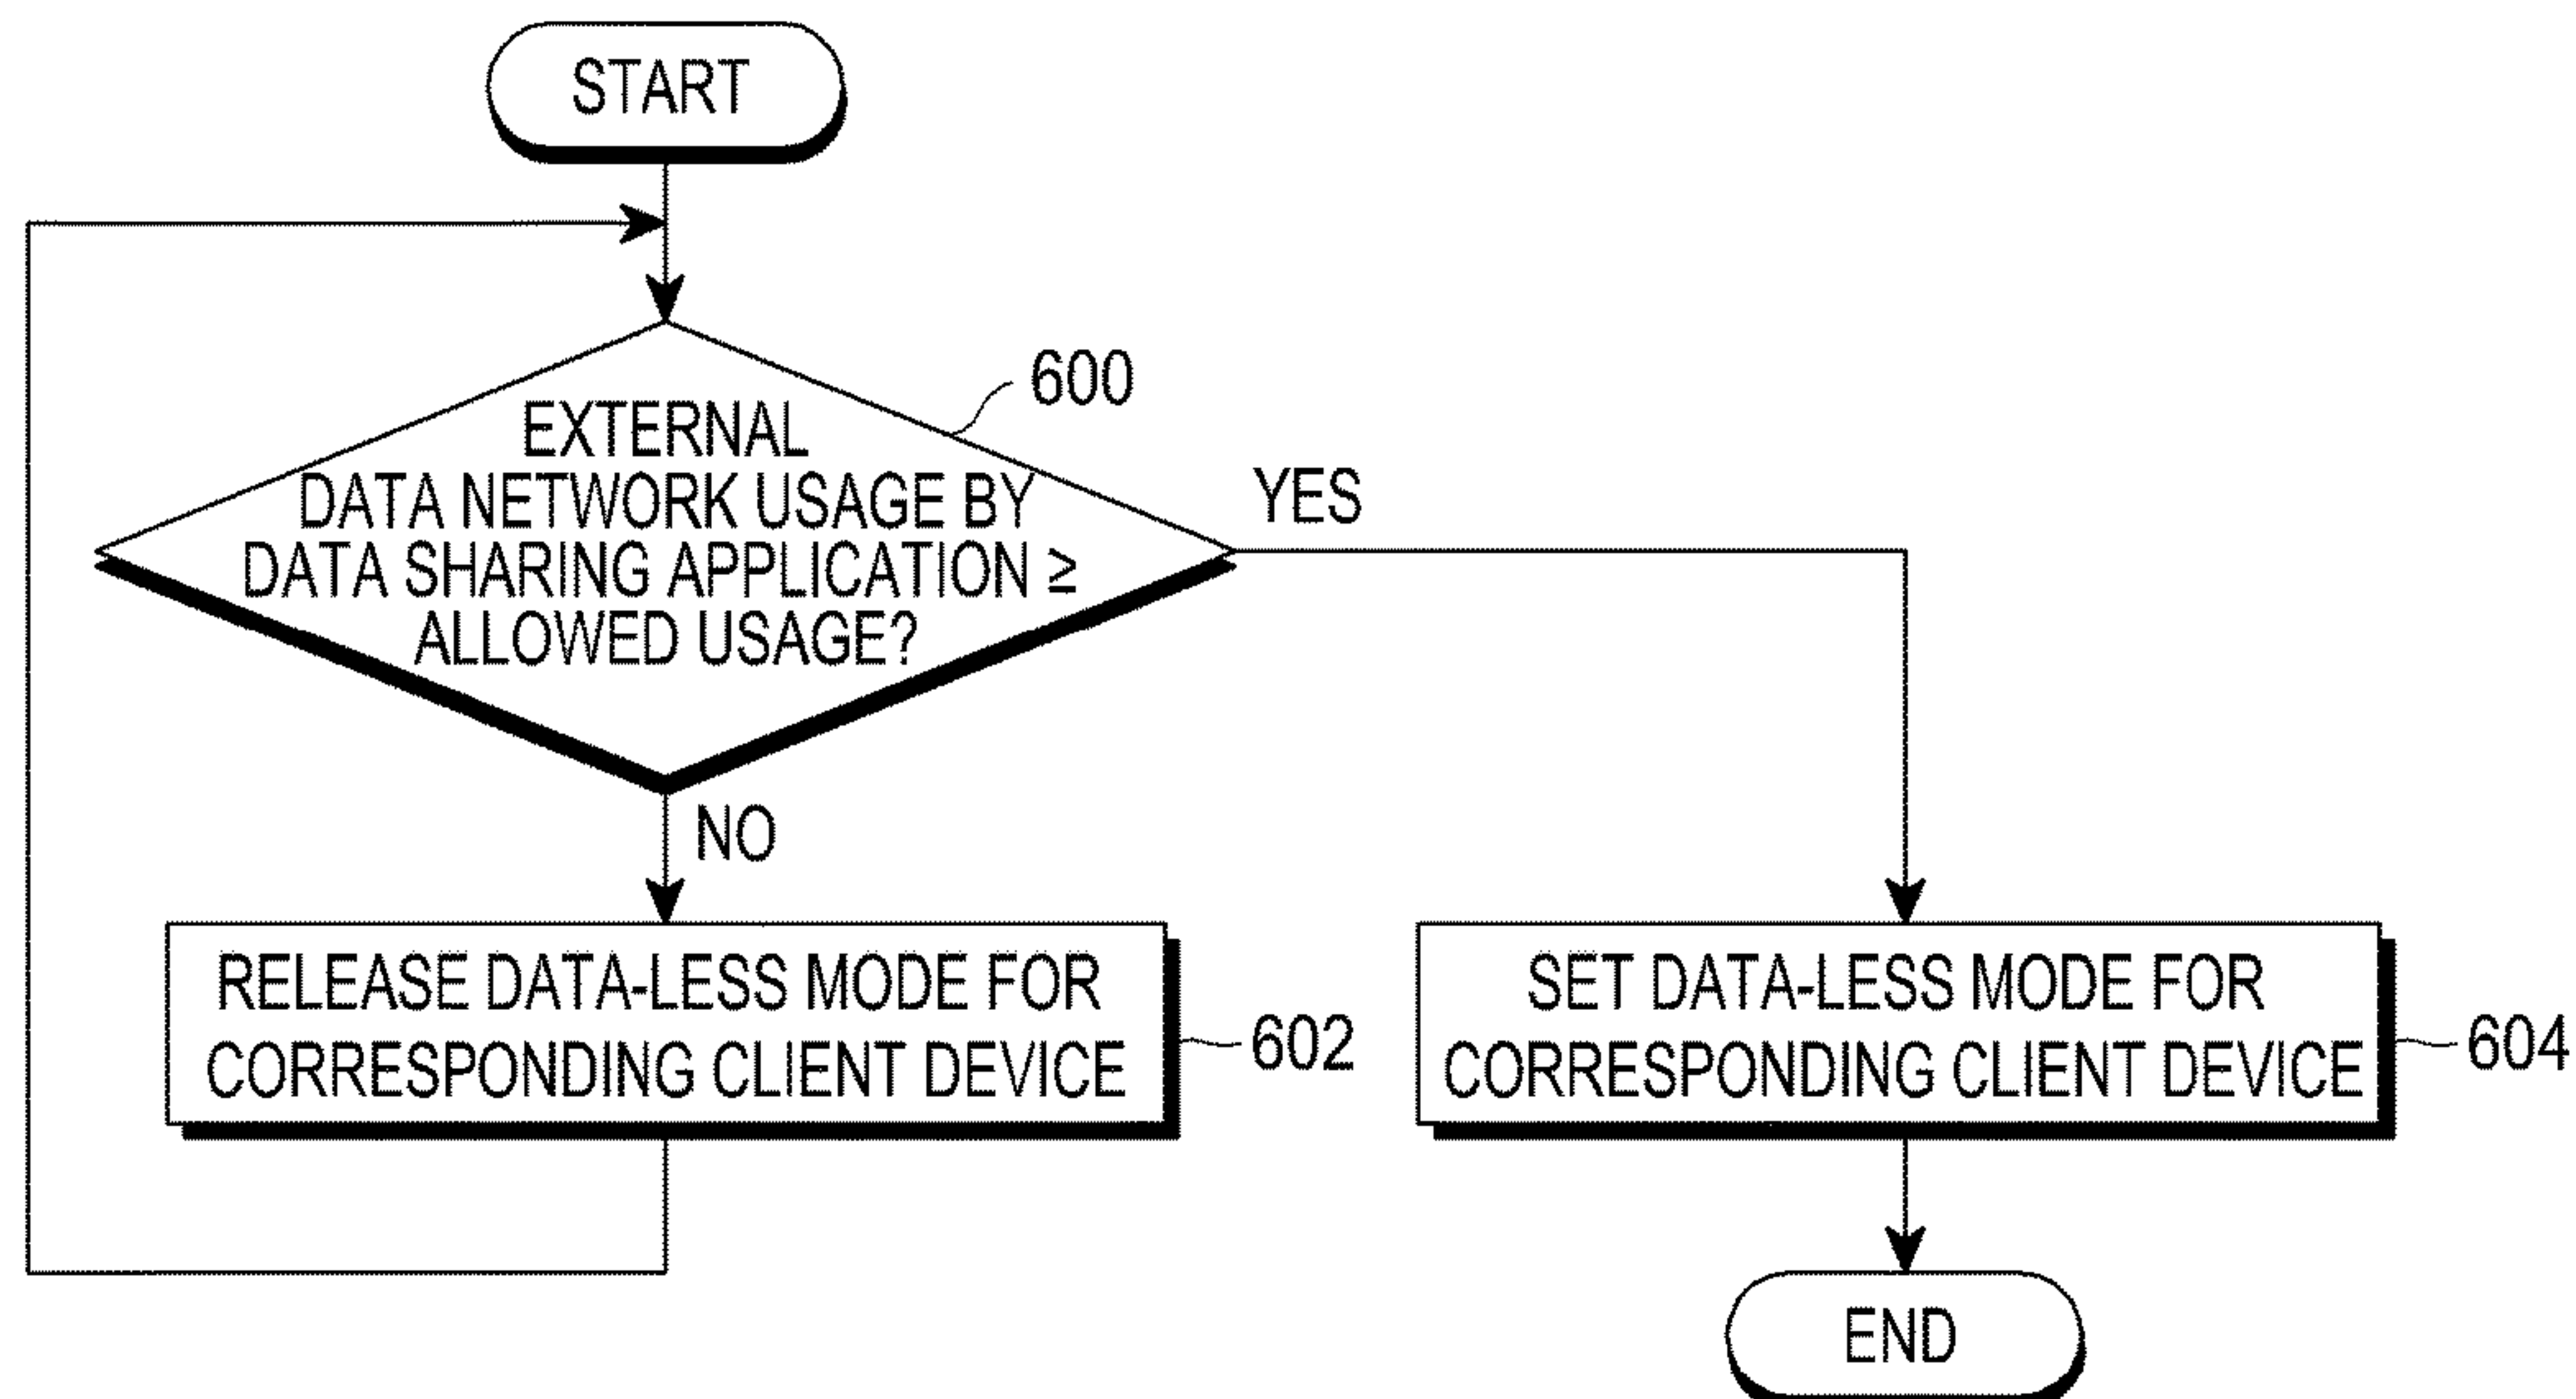 START
600
EXTERNAL
DATA NETWORK USAGE BY
DATA SHARING APPLICATION ≥
ALLOWED USAGE?
YES
NO
RELEASE DATA-LESS MODE FOR
CORRESPONDING CLIENT DEVICE
602
SET DATA-LESS MODE FOR
CORRESPONDING CLIENT DEVICE
604
END